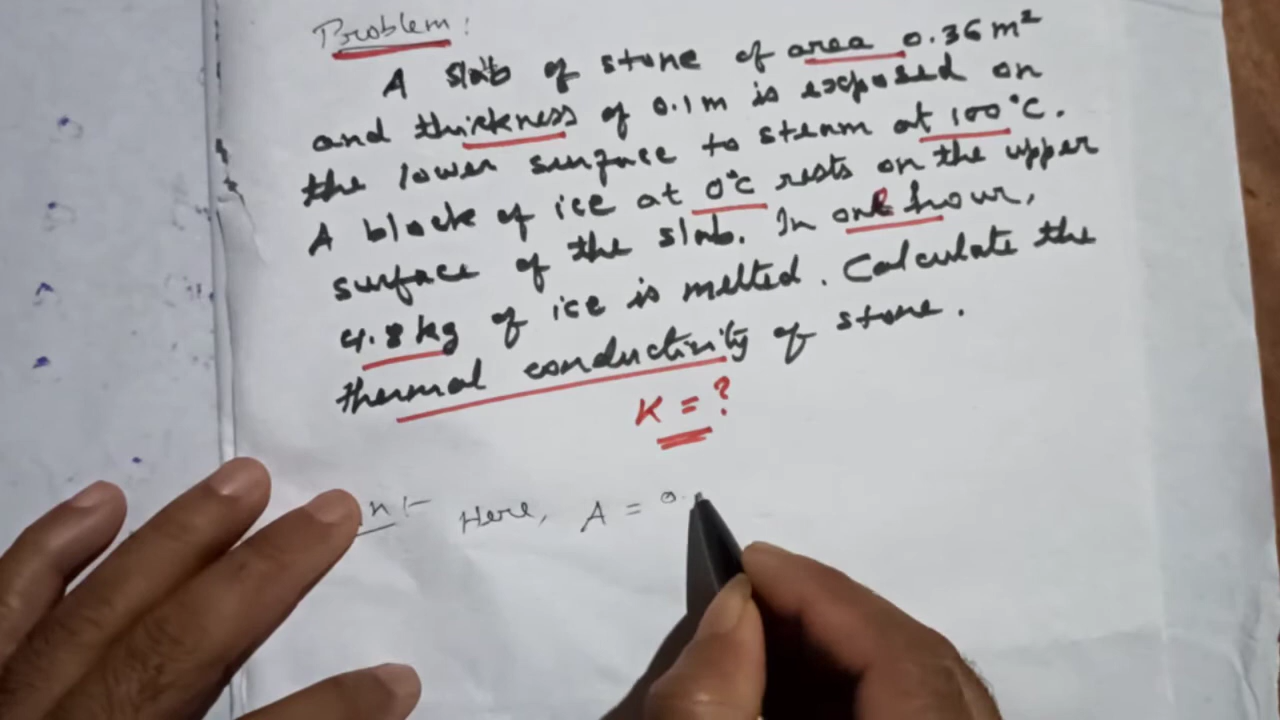 Problem:
A slab of stone of area 0.36 m²
and thickness of 0.1 m is exposed on
the lower surface to steam at 100°C.
A block of ice at 0°C rests on the upper
surface of the slab. In one hour,
4.8 kg of ice is melted. Calculate the
thermal conductivity of stone.
K = ?
n :- Here, A = 0.